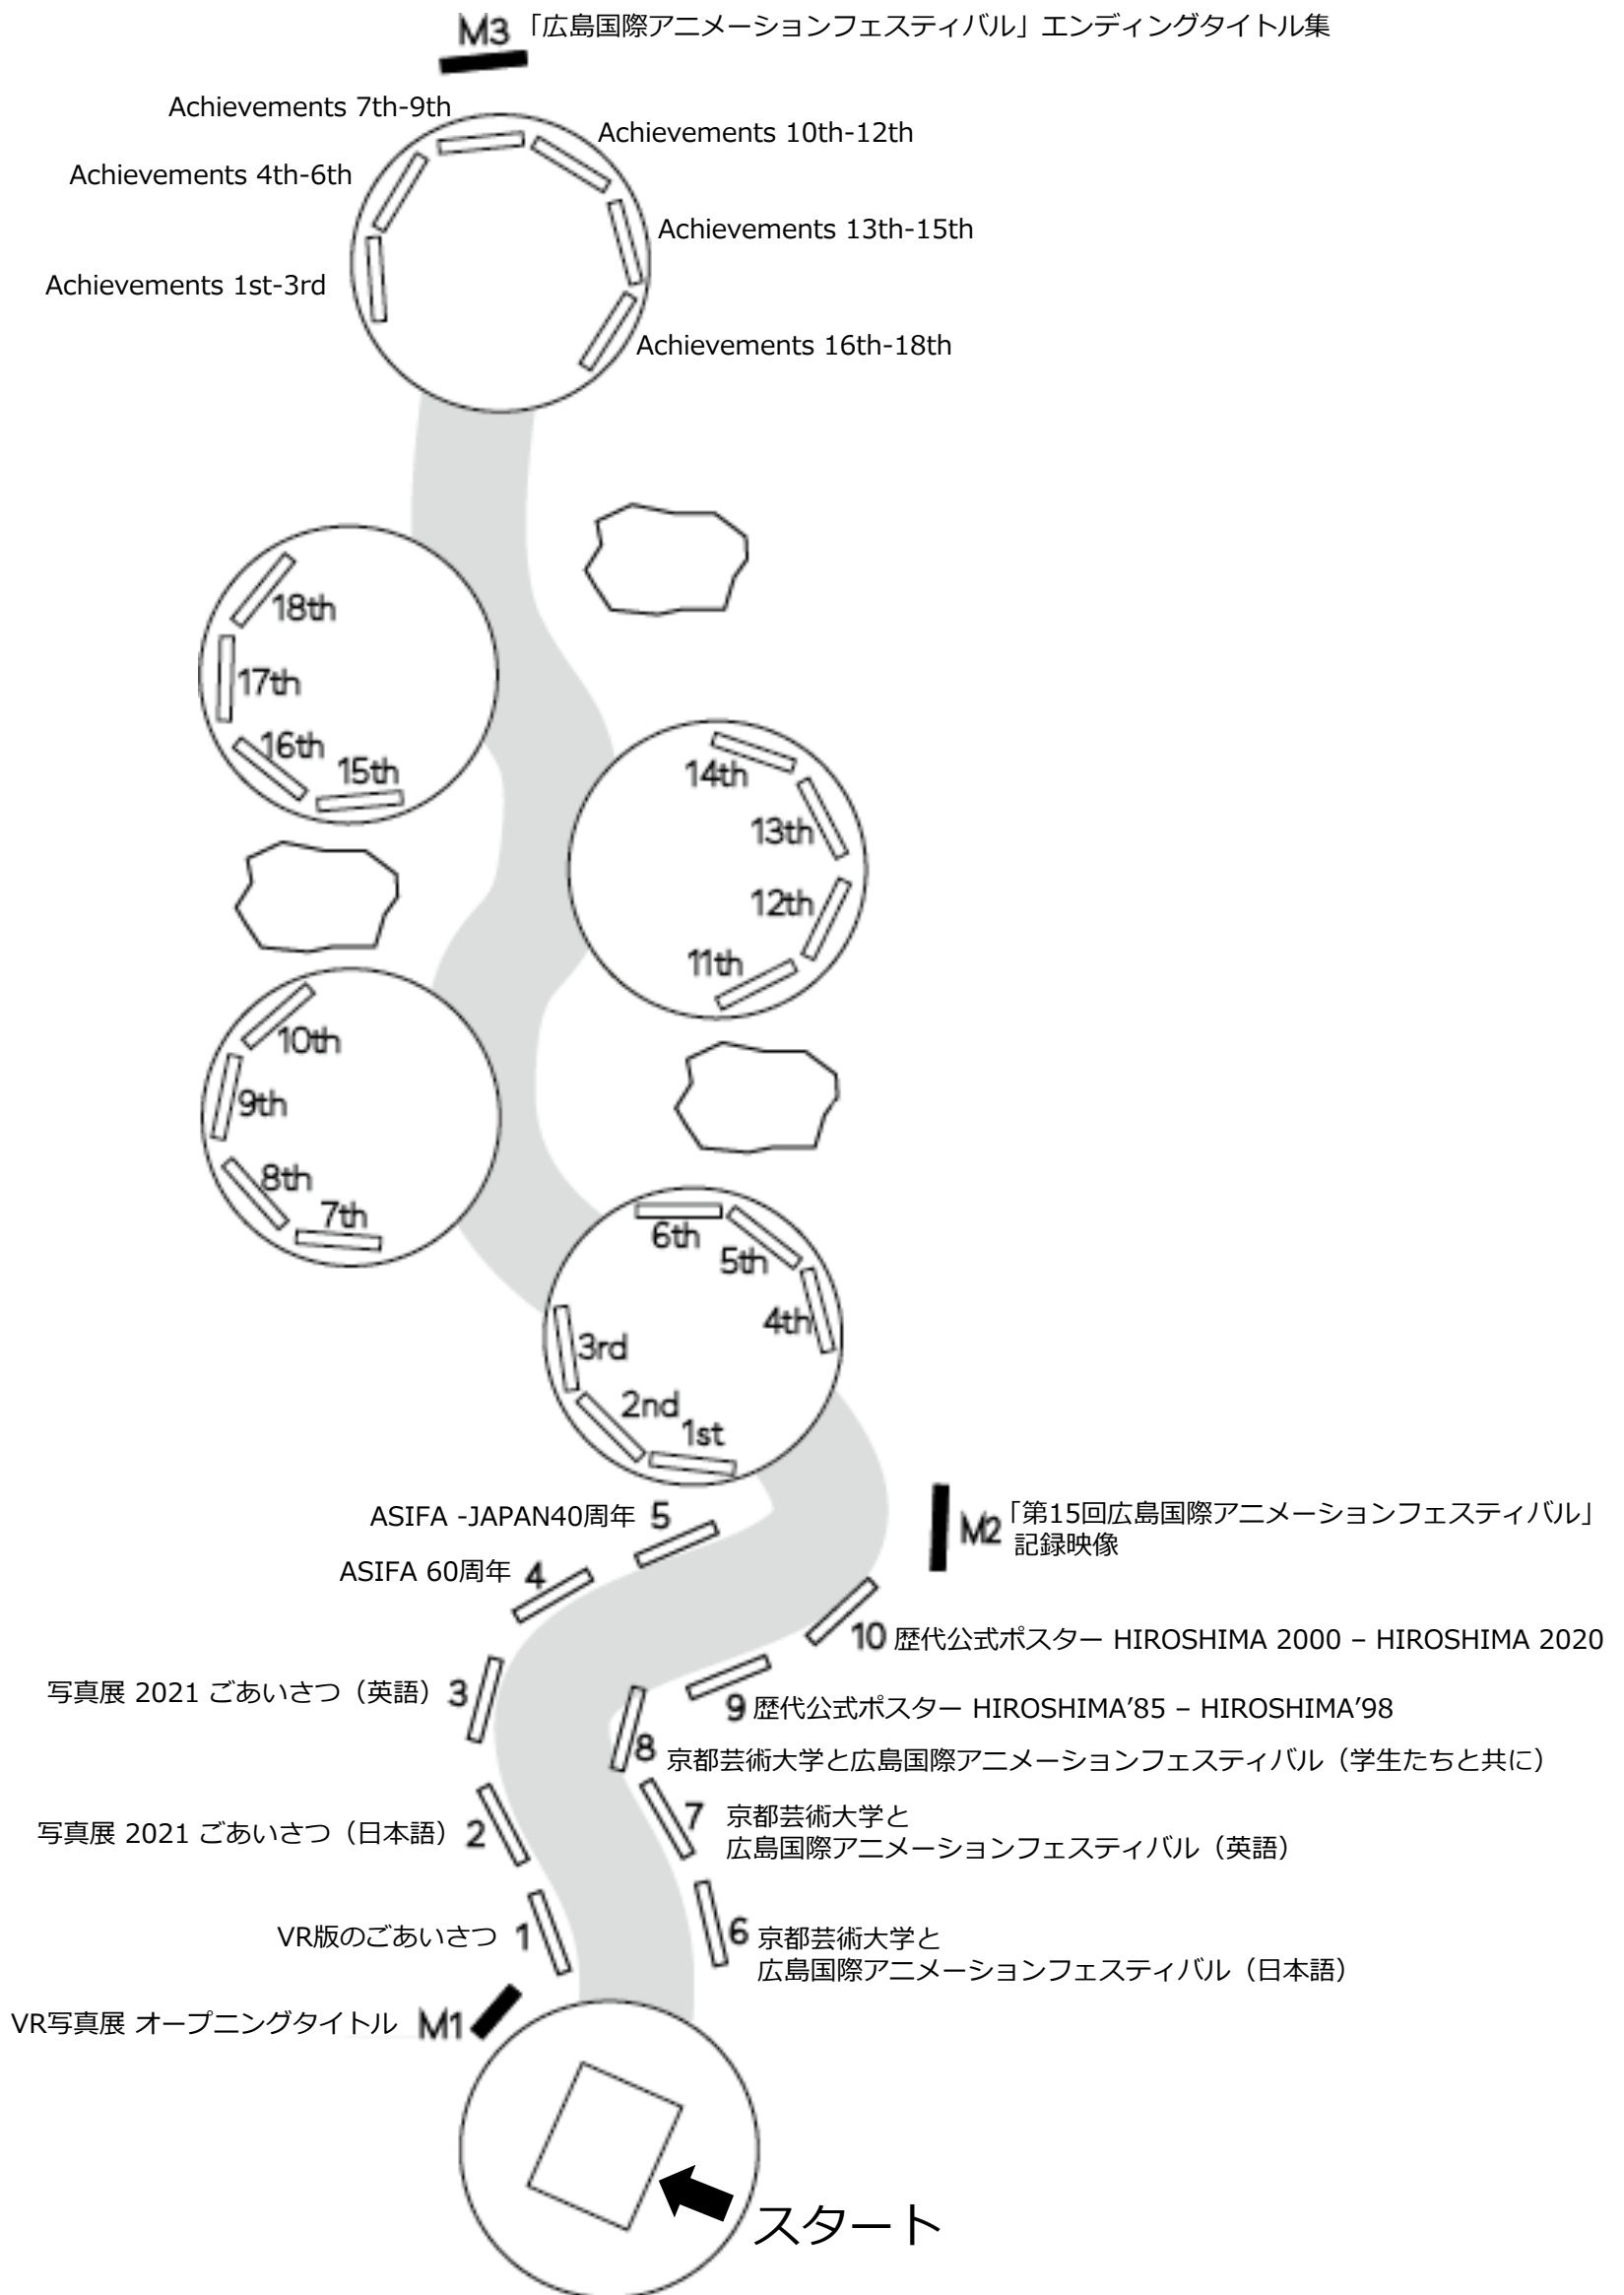 M3 「広島国際アニメーションフェスティバル」エンディングタイトル集
Achievements 7th-9th
Achievements 10th-12th
Achievements 4th-6th
Achievements 13th-15th
Achievements 1st-3rd
Achievements 16th-18th
18th
17th
16th
15th
14th
13th
12th
11th
10th
9th
8th
7th
6th
5th
4th
3rd
2nd
1st
ASIFA -JAPAN40周年 5
M2 「第15回広島国際アニメーションフェスティバル」
記録映像
ASIFA 60周年 4
10 歴代公式ポスター HIROSHIMA 2000 – HIROSHIMA 2020
写真展 2021 ごあいさつ（英語） 3
9 歴代公式ポスター HIROSHIMA’85 – HIROSHIMA’98
8 京都芸術大学と広島国際アニメーションフェスティバル（学生たちと共に）
7 京都芸術大学と
広島国際アニメーションフェスティバル（英語）
写真展 2021 ごあいさつ（日本語） 2
VR版のごあいさつ 1
6 京都芸術大学と
広島国際アニメーションフェスティバル（日本語）
VR写真展 オープニングタイトル M1
スタート